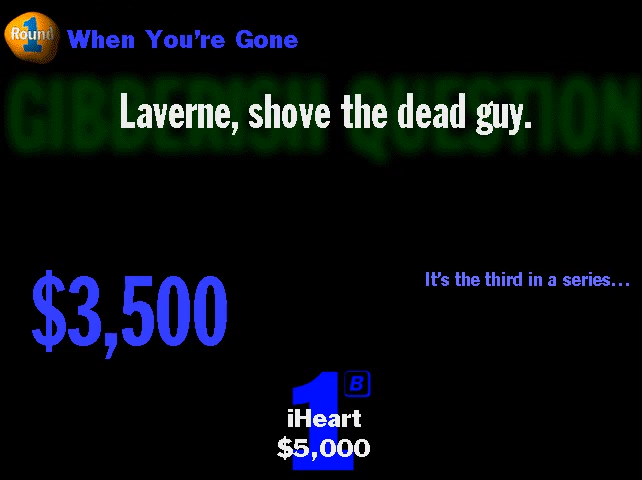 Round 1
When You're Gone
GIBBERISH QUESTION
Laverne, shove the dead guy.
It's the third in a series...
$3,500
1 B
iHeart
$5,000